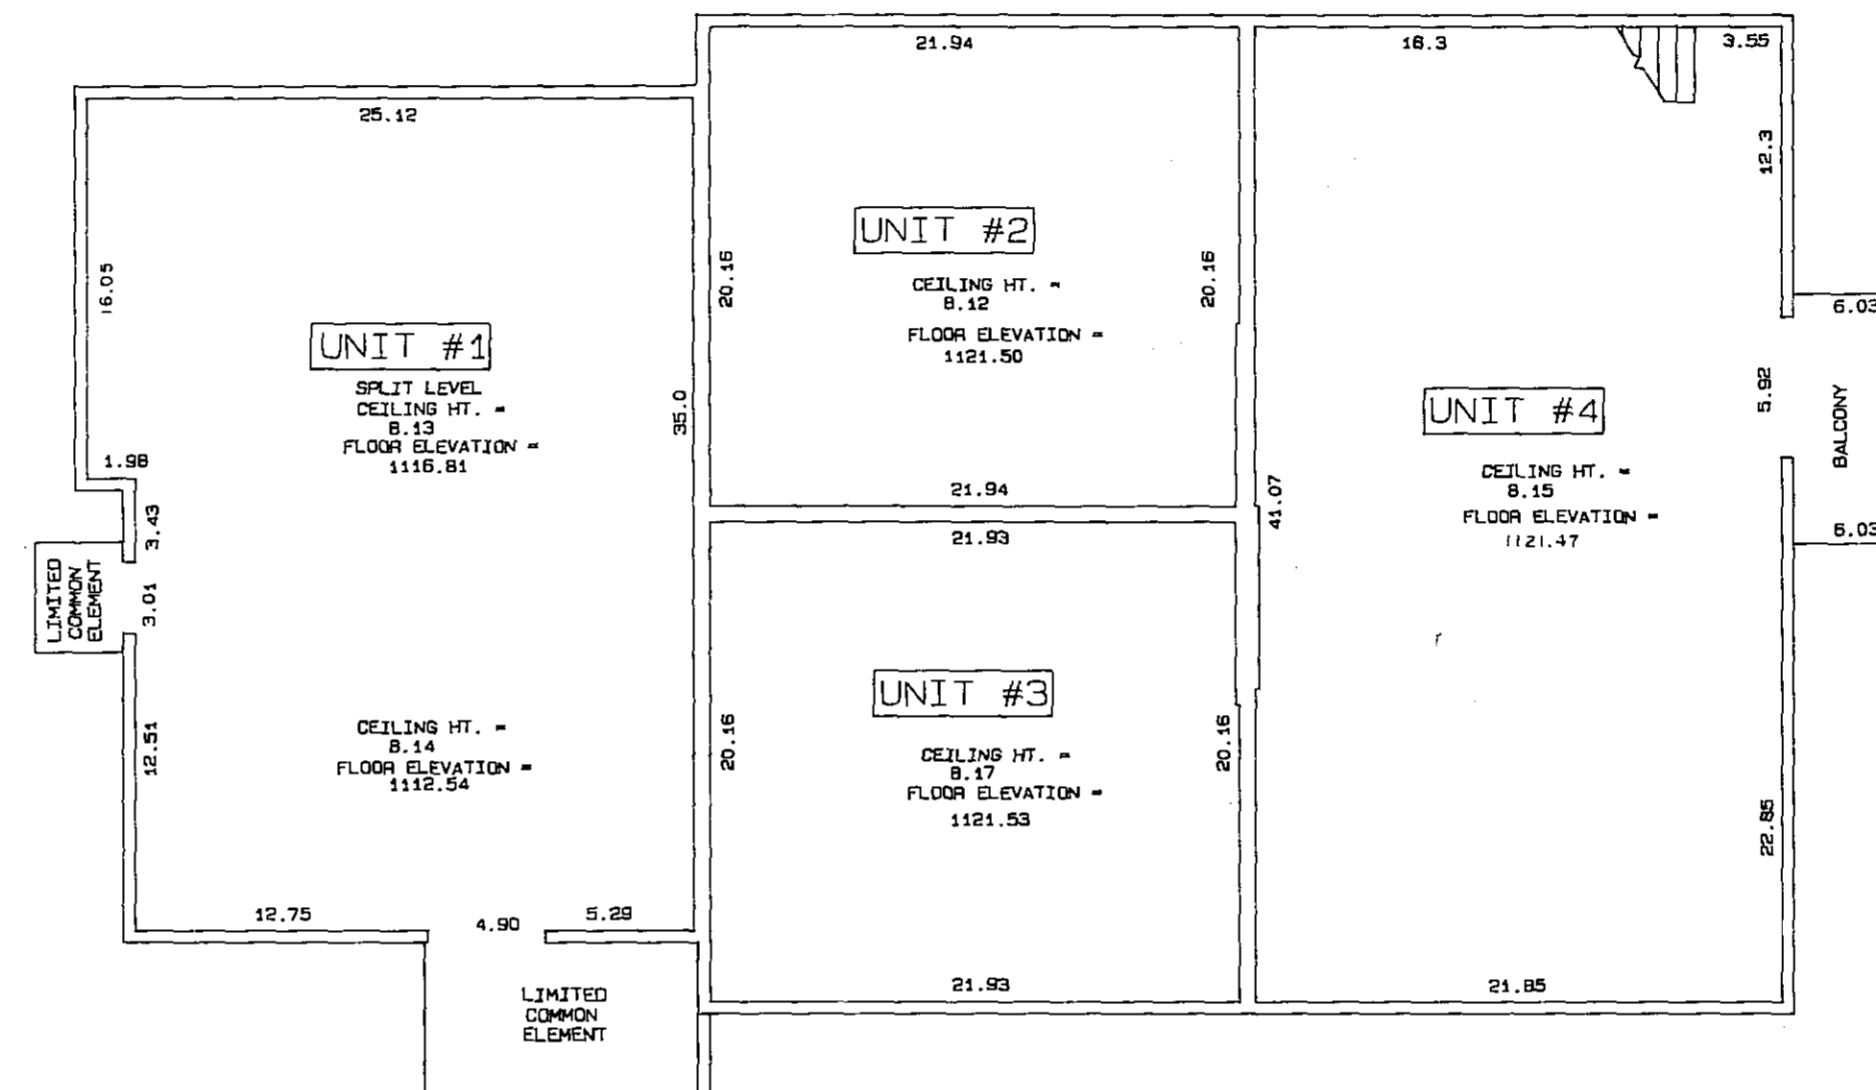 21.94
16.3
3.55
25.12
12.3
UNIT #2
20.16
20.16
CEILING HT. =
8.12
FLOOR ELEVATION =
1121.50
16.05
UNIT #1
SPLIT LEVEL
CEILING HT. =
8.13
FLOOR ELEVATION =
1116.81
35.0
6.03
5.92
BALCONY
6.03
UNIT #4
CEILING HT. =
8.15
FLOOR ELEVATION =
1121.47
1.98
3.43
3.01
LIMITED
COMMON
ELEMENT
21.94
41.07
21.93
UNIT #3
20.16
20.16
CEILING HT. =
8.17
FLOOR ELEVATION =
1121.53
12.51
CEILING HT. =
8.14
FLOOR ELEVATION =
1112.54
22.85
12.75
4.90
5.29
21.93
21.85
LIMITED
COMMON
ELEMENT